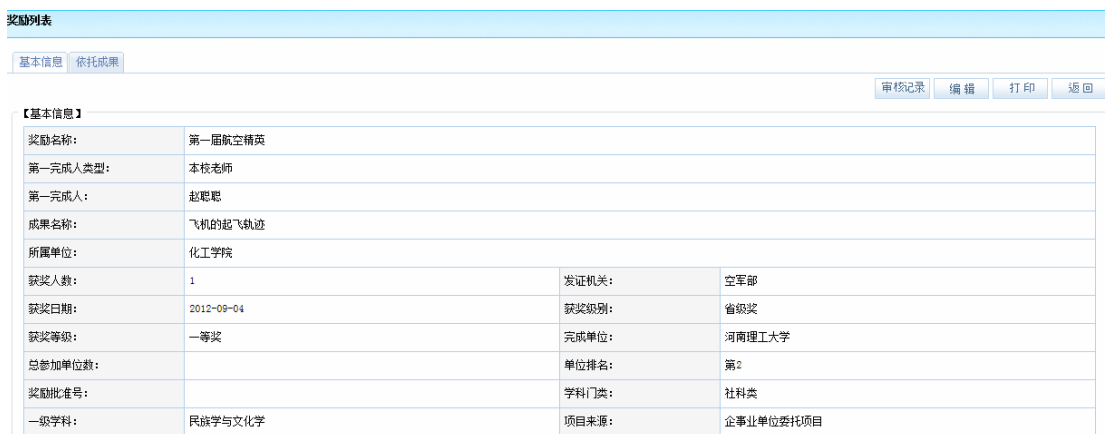 奖励列表
基本信息 依托成果
审核记录 编辑 打印 返回
【基本信息】
奖励名称： 第一届航空精英
第一完成人类型： 本校老师
第一完成人： 赵聪聪
成果名称： 飞机的起飞轨迹
所属单位： 化工学院
获奖人数： 1 发证机关： 空军部
获奖日期： 2012-09-04 获奖级别： 省级奖
获奖等级： 一等奖 完成单位： 河南理工大学
总参加单位数： 单位排名： 第2
奖励批准号： 学科门类： 社科类
一级学科： 民族学与文化学 项目来源： 企事业单位委托项目